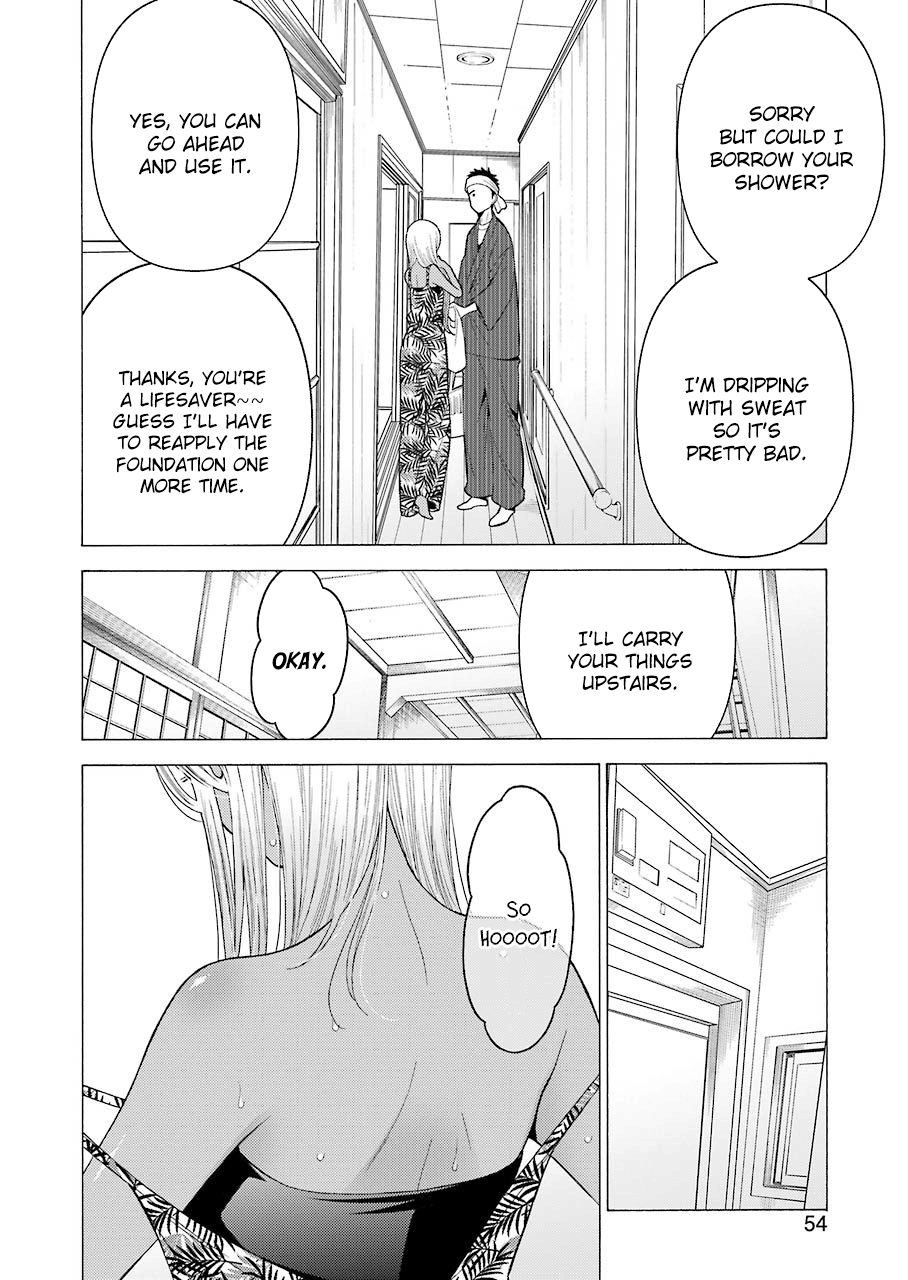 SORRY
BUT COULD I
BORROW YOUR
SHOWER?
I'M DRIPPING
WITH SWEAT
SO IT'S
PRETTY BAD.
YES, YOU CAN
GO AHEAD
AND USE IT.
THANKS, YOU'RE
A LIFESAVER~~
GUESS I'LL HAVE
TO REAPPLY THE
FOUNDATION ONE
MORE TIME.
I'LL CARRY
YOUR THINGS
UPSTAIRS.
OKAY.
SO
HOOOOT!
54